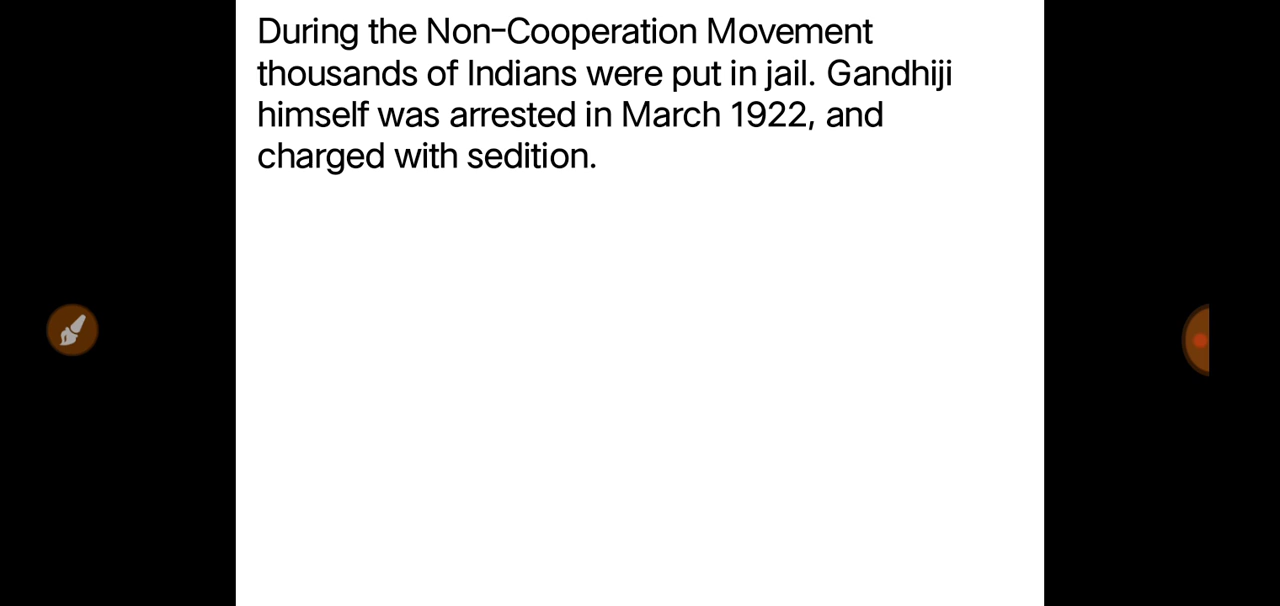 During the Non-Cooperation Movement
thousands of Indians were put in jail. Gandhiji
himself was arrested in March 1922, and
charged with sedition.